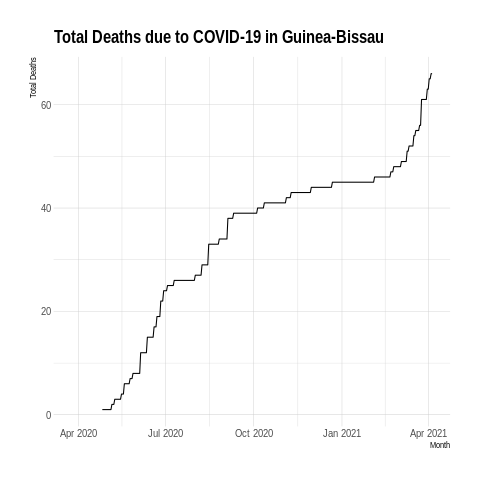 Total Deaths due to COVID-19 in Guinea-Bissau
Total Deaths
60
40
20
0
Apr 2020 Jul 2020 Oct 2020 Jan 2021 Apr 2021
Month